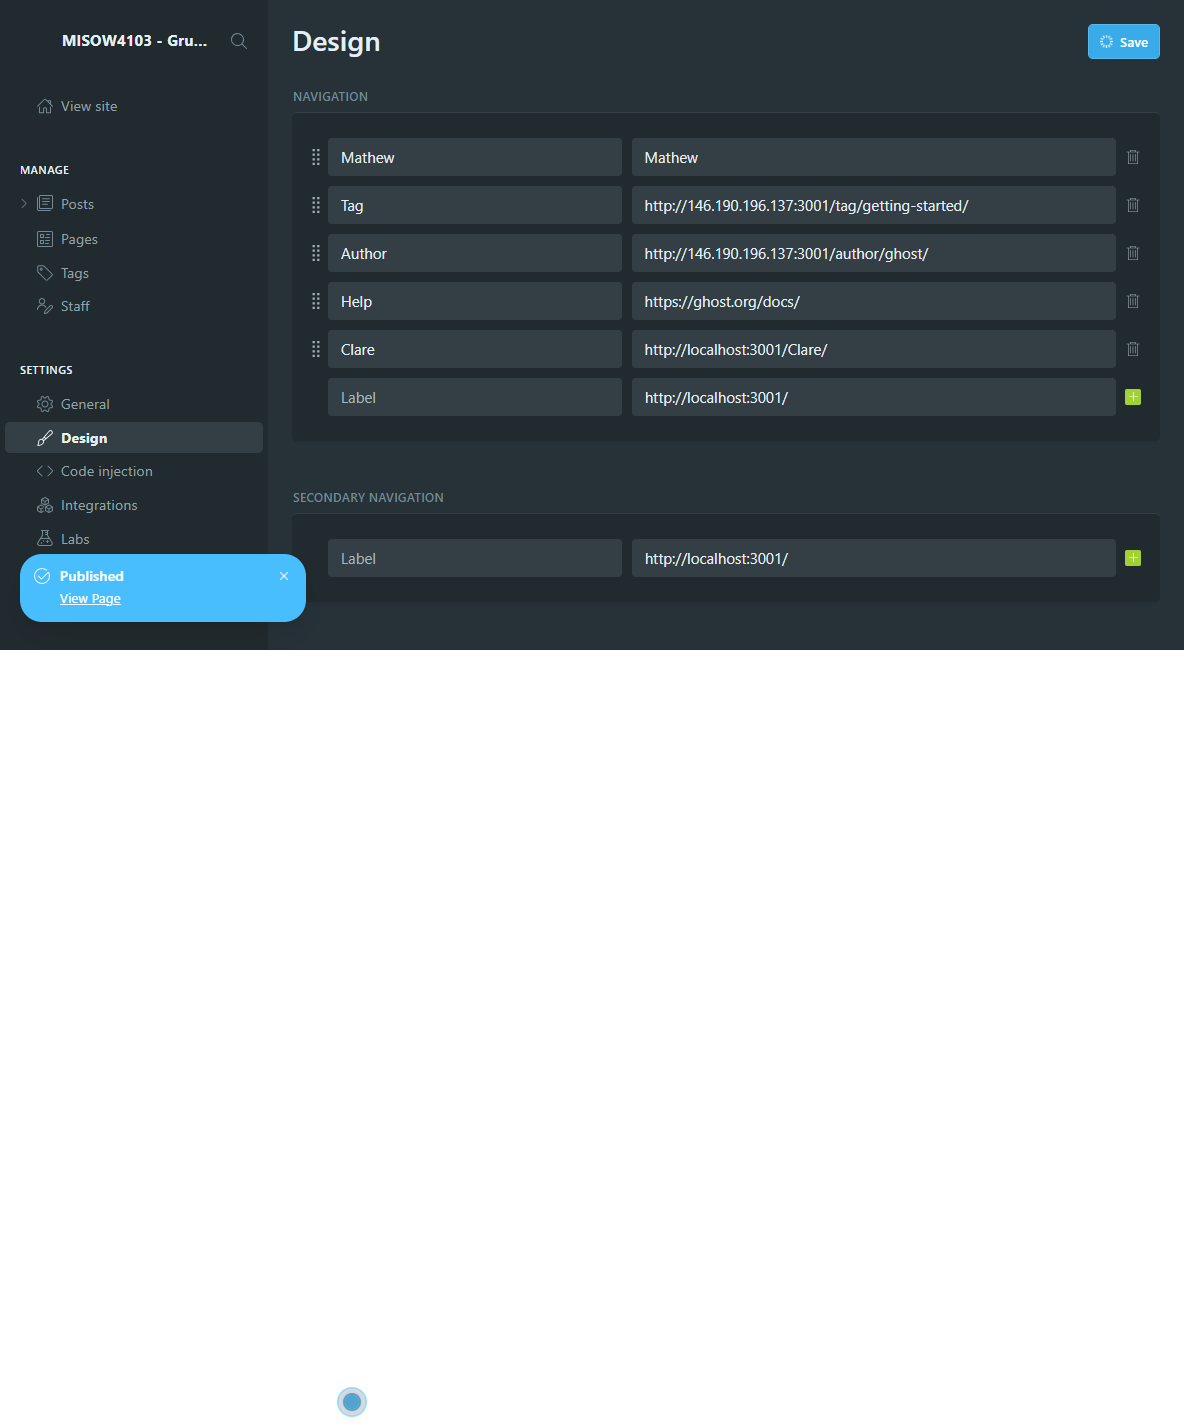 MISOW4103 - Gru...
View site
MANAGE
Posts
Pages
Tags
Staff
SETTINGS
General
Design
Code injection
Integrations
Labs
Published
View Page
Design
Save
NAVIGATION
Mathew Mathew
Tag http://146.190.196.137:3001/tag/getting-started/
Author http://146.190.196.137:3001/author/ghost/
Help https://ghost.org/docs/
Clare http://localhost:3001/Clare/
Label http://localhost:3001/
SECONDARY NAVIGATION
Label http://localhost:3001/